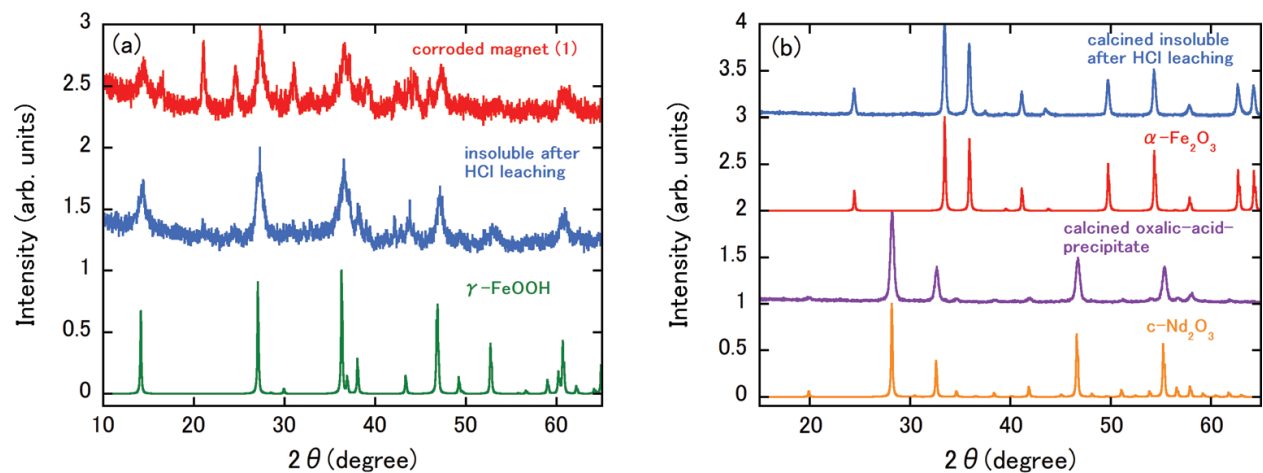 (a)
corroded magnet (1)
insoluble after
HCl leaching
γ-FeOOH
Intensity (arb. units)
3
2.5
2
1.5
1
0.5
0
10
20
30
40
50
60
2θ(degree)
(b)
calcined insoluble
after HCl leaching
α-Fe₂O₃
calcined oxalic-acid-
precipitate
c-Nd₂O₃
Intensity (arb. units)
4
3.5
3
2.5
2
1.5
1
0.5
0
20
30
40
50
60
2θ(degree)